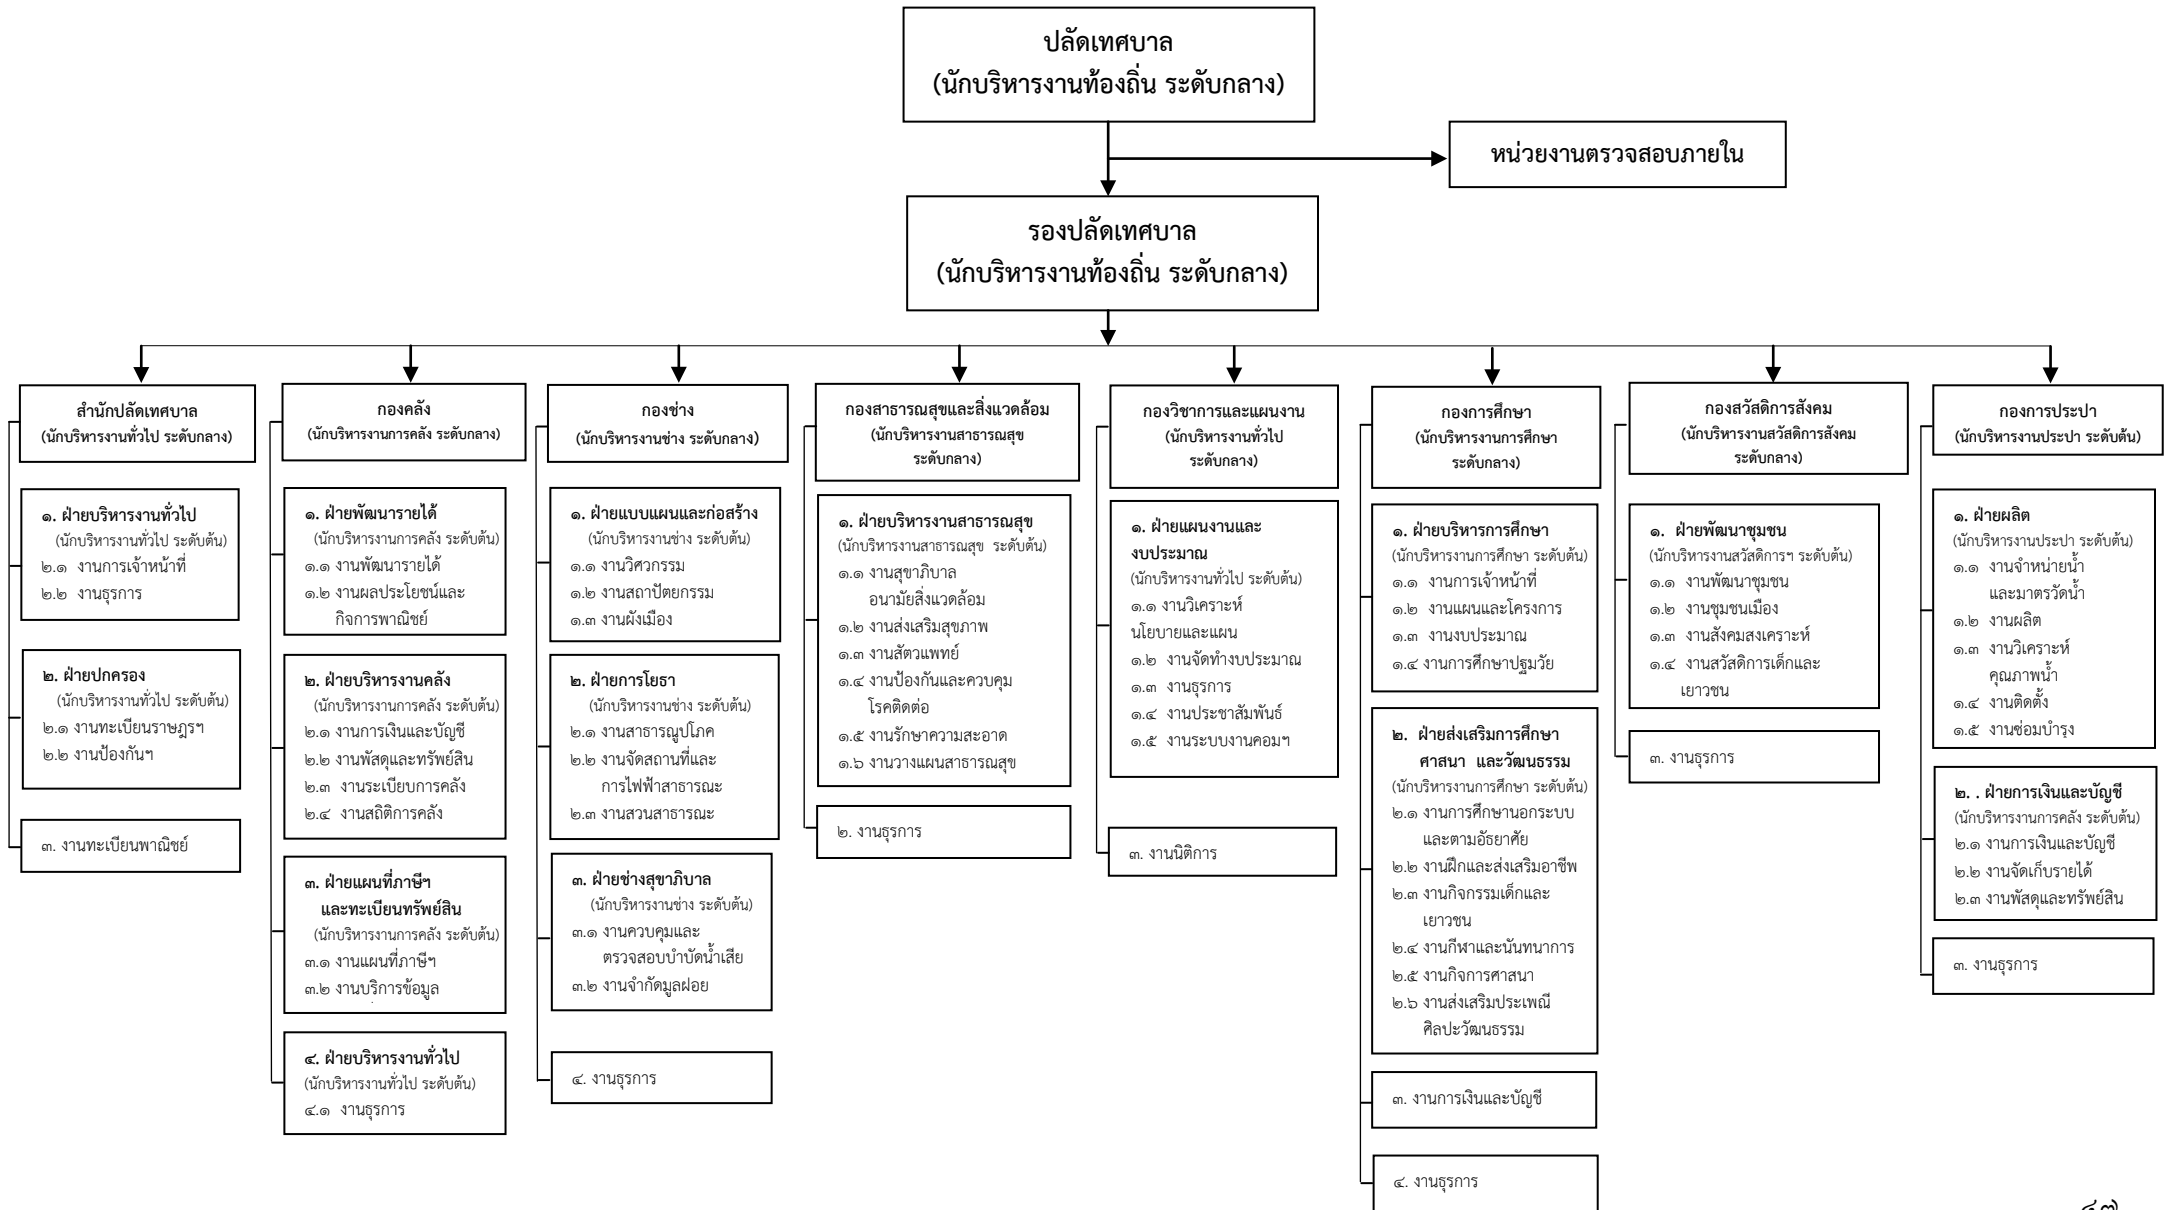 ปลัดเทศบาล
(นักบริหารงานท้องถิ่น ระดับกลาง)
หน่วยงานตรวจสอบภายใน
รองปลัดเทศบาล
(นักบริหารงานท้องถิ่น ระดับกลาง)
สำนักปลัดเทศบาล
(นักบริหารงานทั่วไป ระดับกลาง)
๑. ฝ่ายบริหารงานทั่วไป
(นักบริหารงานทั่วไป ระดับต้น)
๒.๑ งานการเจ้าหน้าที่
๒.๒ งานธุรการ
๒. ฝ่ายปกครอง
(นักบริหารงานทั่วไป ระดับต้น)
๒.๑ งานทะเบียนราษฎรฯ
๒.๒ งานป้องกันฯ
๓. งานทะเบียนพาณิชย์
กองคลัง
(นักบริหารงานการคลัง ระดับกลาง)
๑. ฝ่ายพัฒนารายได้
(นักบริหารงานการคลัง ระดับต้น)
๑.๑ งานพัฒนารายได้
๑.๒ งานผลประโยชน์และ
กิจการพาณิชย์
๒. ฝ่ายบริหารงานคลัง
(นักบริหารงานการคลัง ระดับต้น)
๒.๑ งานการเงินและบัญชี
๒.๒ งานพัสดุและทรัพย์สิน
๒.๓ งานระเบียบการคลัง
๒.๔ งานสถิติการคลัง
๓. ฝ่ายแผนที่ภาษีฯ
และทะเบียนทรัพย์สิน
(นักบริหารงานการคลัง ระดับต้น)
๓.๑ งานแผนที่ภาษีฯ
๓.๒ งานบริการข้อมูล
๔. ฝ่ายบริหารงานทั่วไป
(นักบริหารงานทั่วไป ระดับต้น)
๔.๑ งานธุรการ
กองช่าง
(นักบริหารงานช่าง ระดับกลาง)
๑. ฝ่ายแบบแผนและก่อสร้าง
(นักบริหารงานช่าง ระดับต้น)
๑.๑ งานวิศวกรรม
๑.๒ งานสถาปัตยกรรม
๑.๓ งานผังเมือง
๒. ฝ่ายการโยธา
(นักบริหารงานช่าง ระดับต้น)
๒.๑ งานสาธารณูปโภค
๒.๒ งานจัดสถานที่และ
การไฟฟ้าสาธารณะ
๒.๓ งานสวนสาธารณะ
๓. ฝ่ายช่างสุขาภิบาล
(นักบริหารงานช่าง ระดับต้น)
๓.๑ งานควบคุมและ
ตรวจสอบบำบัดน้ำเสีย
๓.๒ งานจำกัดมูลฝอย
๔. งานธุรการ
กองสาธารณสุขและสิ่งแวดล้อม
(นักบริหารงานสาธารณสุข
ระดับกลาง)
๑. ฝ่ายบริหารงานสาธารณสุข
(นักบริหารงานสาธารณสุข ระดับต้น)
๑.๑ งานสุขาภิบาล
อนามัยสิ่งแวดล้อม
๑.๒ งานส่งเสริมสุขภาพ
๑.๓ งานสัตวแพทย์
๑.๔ งานป้องกันและควบคุม
โรคติดต่อ
๑.๕ งานรักษาความสะอาด
๑.๖ งานวางแผนสาธารณสุข
๒. งานธุรการ
กองวิชาการและแผนงาน
(นักบริหารงานทั่วไป
ระดับกลาง)
๑. ฝ่ายแผนงานและ
งบประมาณ
(นักบริหารงานทั่วไป ระดับต้น)
๑.๑ งานวิเคราะห์
นโยบายและแผน
๑.๒ งานจัดทำงบประมาณ
๑.๓ งานธุรการ
๑.๔ งานประชาสัมพันธ์
๑.๕ งานระบบงานคอมฯ
๓. งานนิติการ
กองการศึกษา
(นักบริหารงานการศึกษา
ระดับกลาง)
๑. ฝ่ายบริหารการศึกษา
(นักบริหารงานการศึกษา ระดับต้น)
๑.๑ งานการเจ้าหน้าที่
๑.๒ งานแผนและโครงการ
๑.๓ งานงบประมาณ
๑.๔ งานการศึกษาปฐมวัย
๒. ฝ่ายส่งเสริมการศึกษา
ศาสนา และวัฒนธรรม
(นักบริหารงานการศึกษา ระดับต้น)
๒.๑ งานการศึกษานอกระบบ
และตามอัธยาศัย
๒.๒ งานฝึกและส่งเสริมอาชีพ
๒.๓ งานกิจกรรมเด็กและ
เยาวชน
๒.๔ งานกีฬาและนันทนาการ
๒.๕ งานกิจการศาสนา
๒.๖ งานส่งเสริมประเพณี
ศิลปะวัฒนธรรม
๓. งานการเงินและบัญชี
๔. งานธุรการ
กองสวัสดิการสังคม
(นักบริหารงานสวัสดิการสังคม
ระดับกลาง)
๑. ฝ่ายพัฒนาชุมชน
(นักบริหารงานสวัสดิการฯ ระดับต้น)
๑.๑ งานพัฒนาชุมชน
๑.๒ งานชุมชนเมือง
๑.๓ งานสังคมสงเคราะห์
๑.๔ งานสวัสดิการเด็กและ
เยาวชน
๓. งานธุรการ
กองการประปา
(นักบริหารงานประปา ระดับต้น)
๑. ฝ่ายผลิต
(นักบริหารงานประปา ระดับต้น)
๑.๑ งานจำหน่ายน้ำ
และมาตรวัดน้ำ
๑.๒ งานผลิต
๑.๓ งานวิเคราะห์
คุณภาพน้ำ
๑.๔ งานติดตั้ง
๑.๕ งานซ่อมบำรุง
๒. . ฝ่ายการเงินและบัญชี
(นักบริหารงานการคลัง ระดับต้น)
๒.๑ งานการเงินและบัญชี
๒.๒ งานจัดเก็บรายได้
๒.๓ งานพัสดุและทรัพย์สิน
๓. งานธุรการ